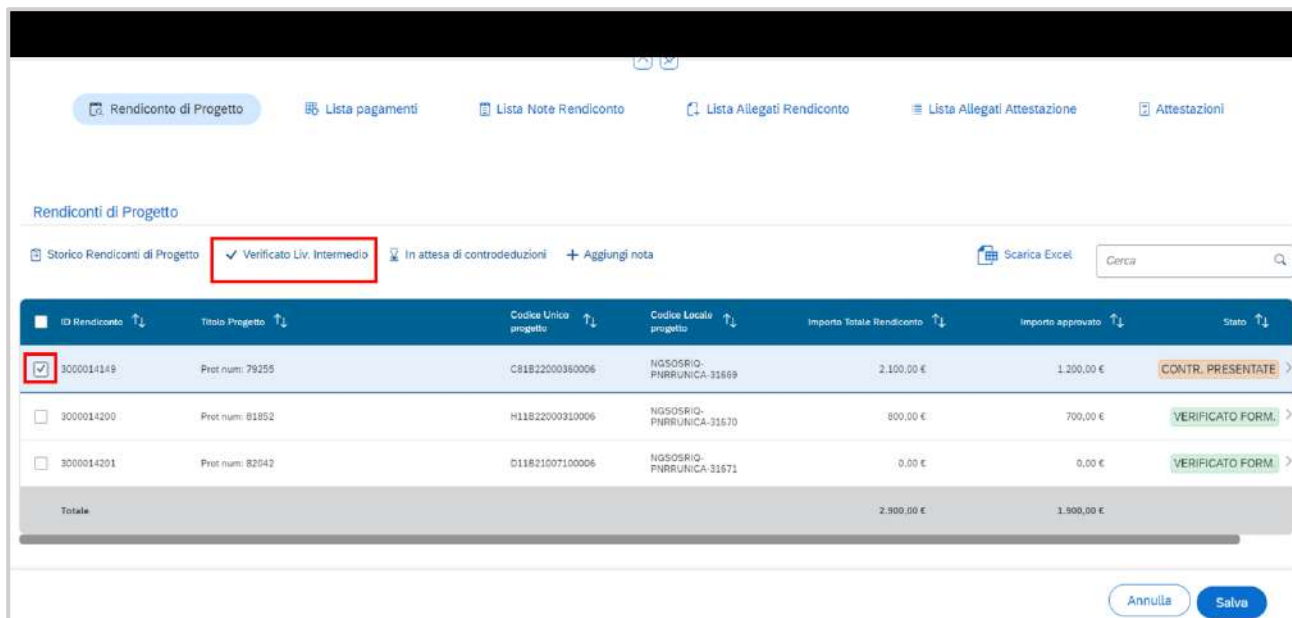 Rendiconto di Progetto Lista pagamenti Lista Note Rendiconto Lista Allegati Rendiconto Lista Allegati Attestazione Attestazioni
Rendiconti di Progetto
Storico Rendiconti di Progetto Verificato Liv. Intermedio In attesa di controdeduzioni + Aggiungi nota Scarica Excel Cerca
ID Rendiconto Titolo Progetto Codice Unico progetto Codice Locale progetto Importo Totale Rendiconto Importo approvato Stato
3000014149 Prot num: 79255 C81B22000360006 NGSOSRIQ-PNRRUNICA-31669 2.100,00 € 1.200,00 € CONTR. PRESENTATE
3000014200 Prot num: 81852 H11B22000310006 NGSOSRIQ-PNRRUNICA-31670 800,00 € 700,00 € VERIFICATO FORM.
3000014201 Prot num: 82042 D11B21007100006 NGSOSRIQ-PNRRUNICA-31671 0,00 € 0,00 € VERIFICATO FORM.
Totale 2.900,00 € 1.900,00 €
Annulla Salva